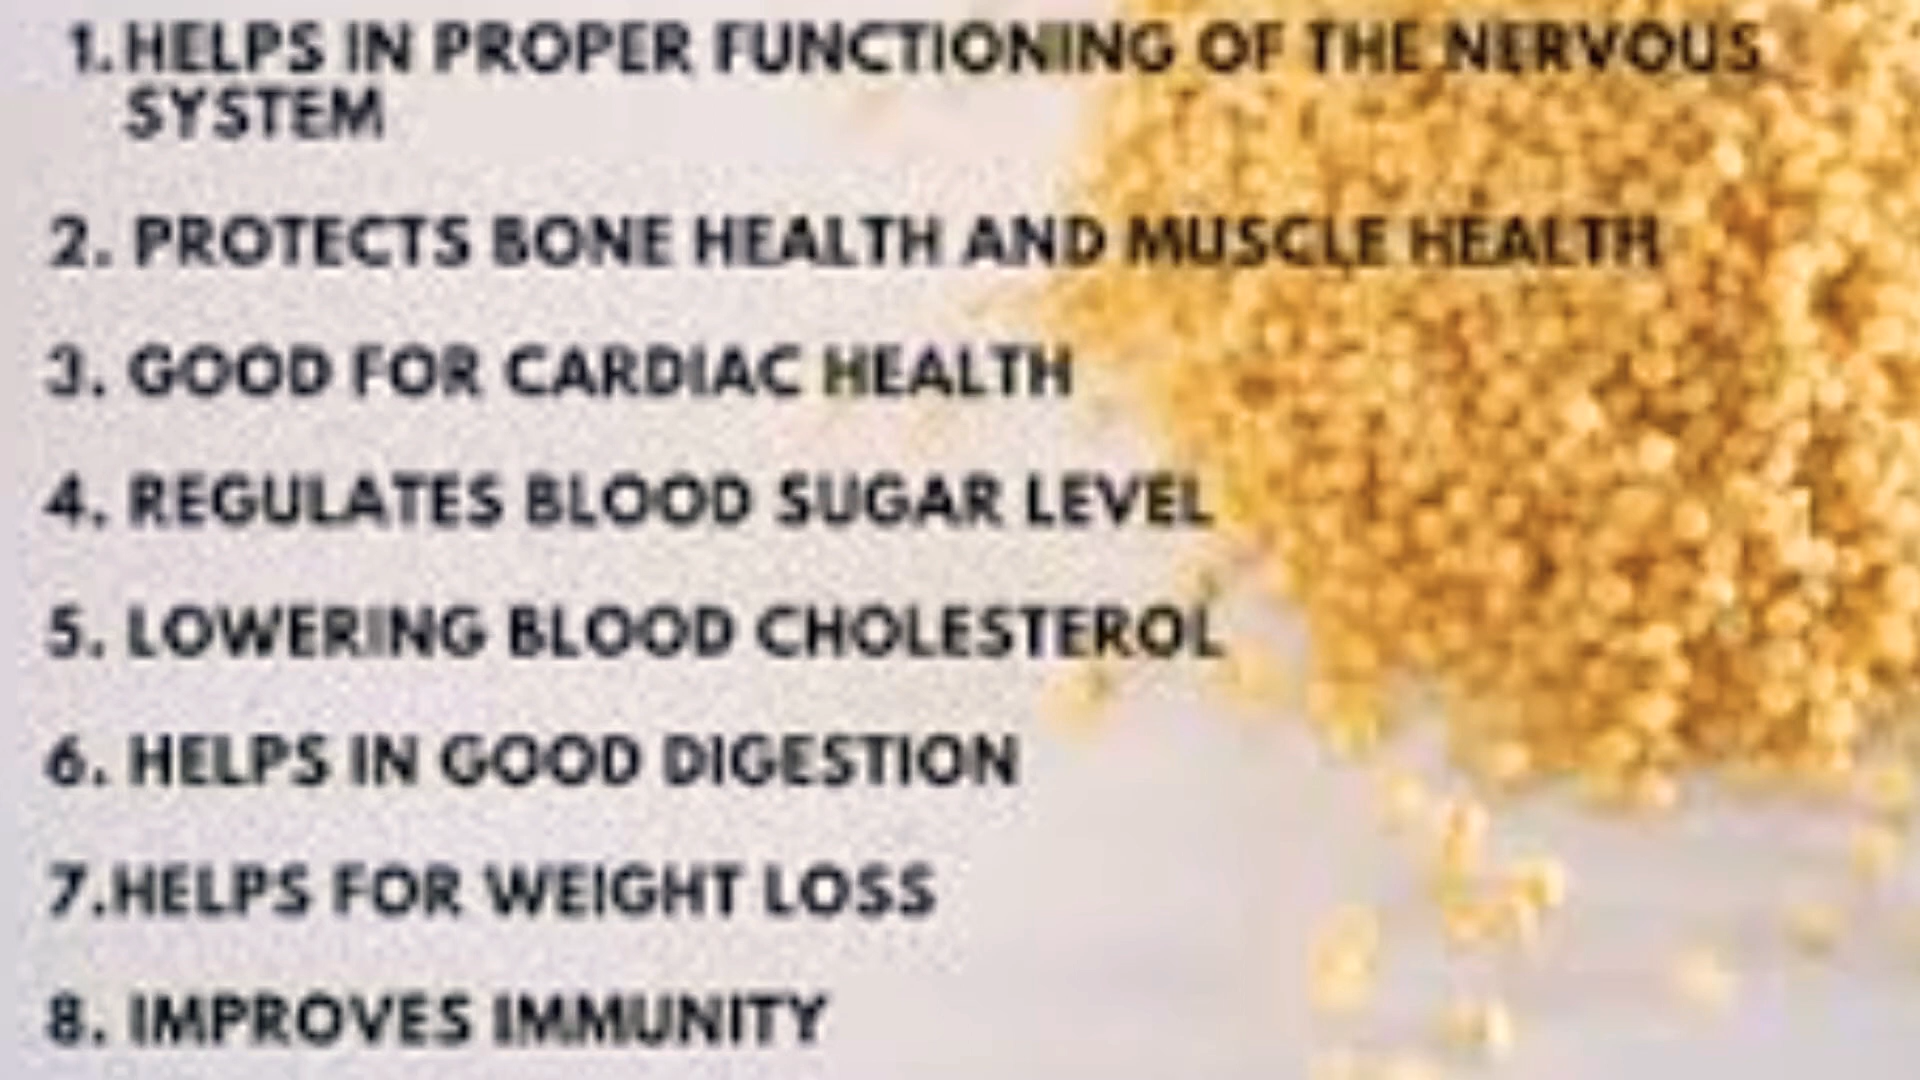 1. HELPS IN PROPER FUNCTIONING OF THE NERVOUS
SYSTEM
2. PROTECTS BONE HEALTH AND MUSCLE HEALTH
3. GOOD FOR CARDIAC HEALTH
4. REGULATES BLOOD SUGAR LEVEL
5. LOWERING BLOOD CHOLESTEROL
6. HELPS IN GOOD DIGESTION
7.HELPS FOR WEIGHT LOSS
8. IMPROVES IMMUNITY